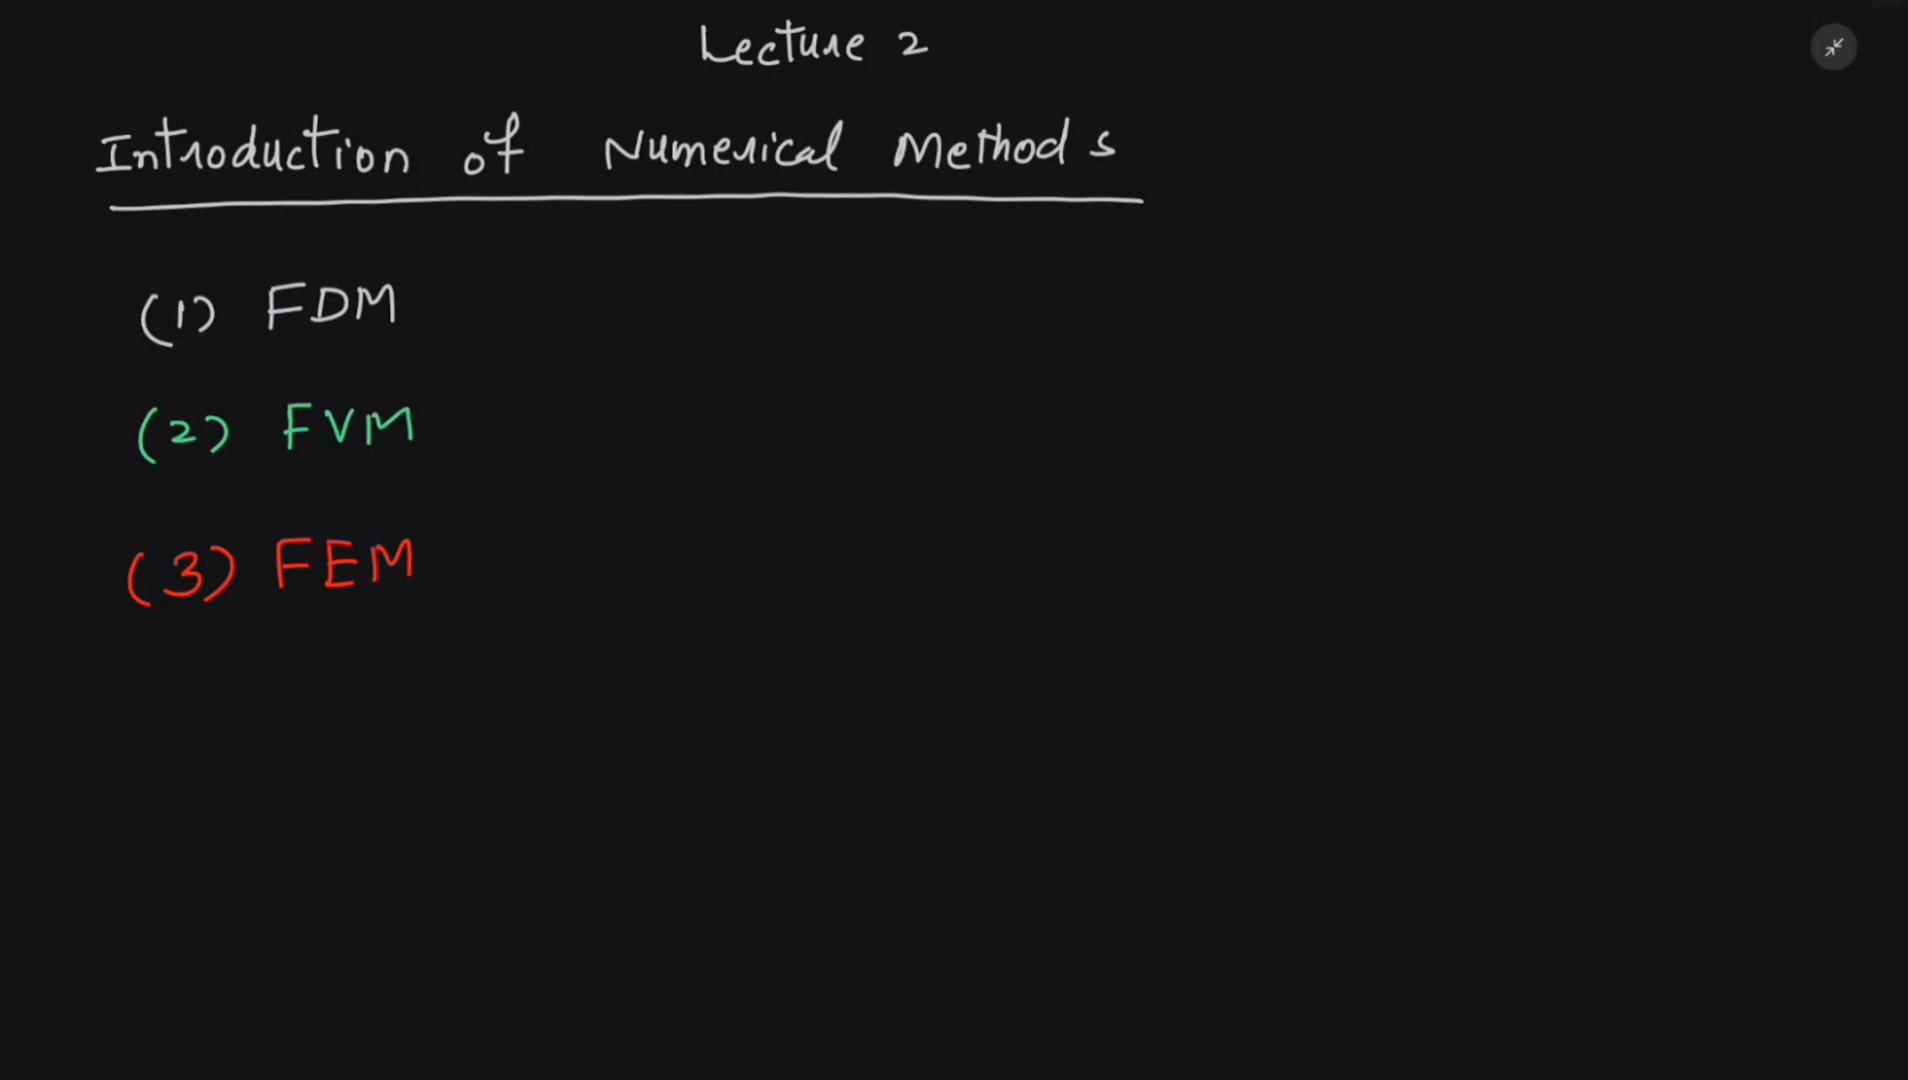 Lecture 2
Introduction of Numerical Methods
(1) FDM
(2) FVM
(3) FEM